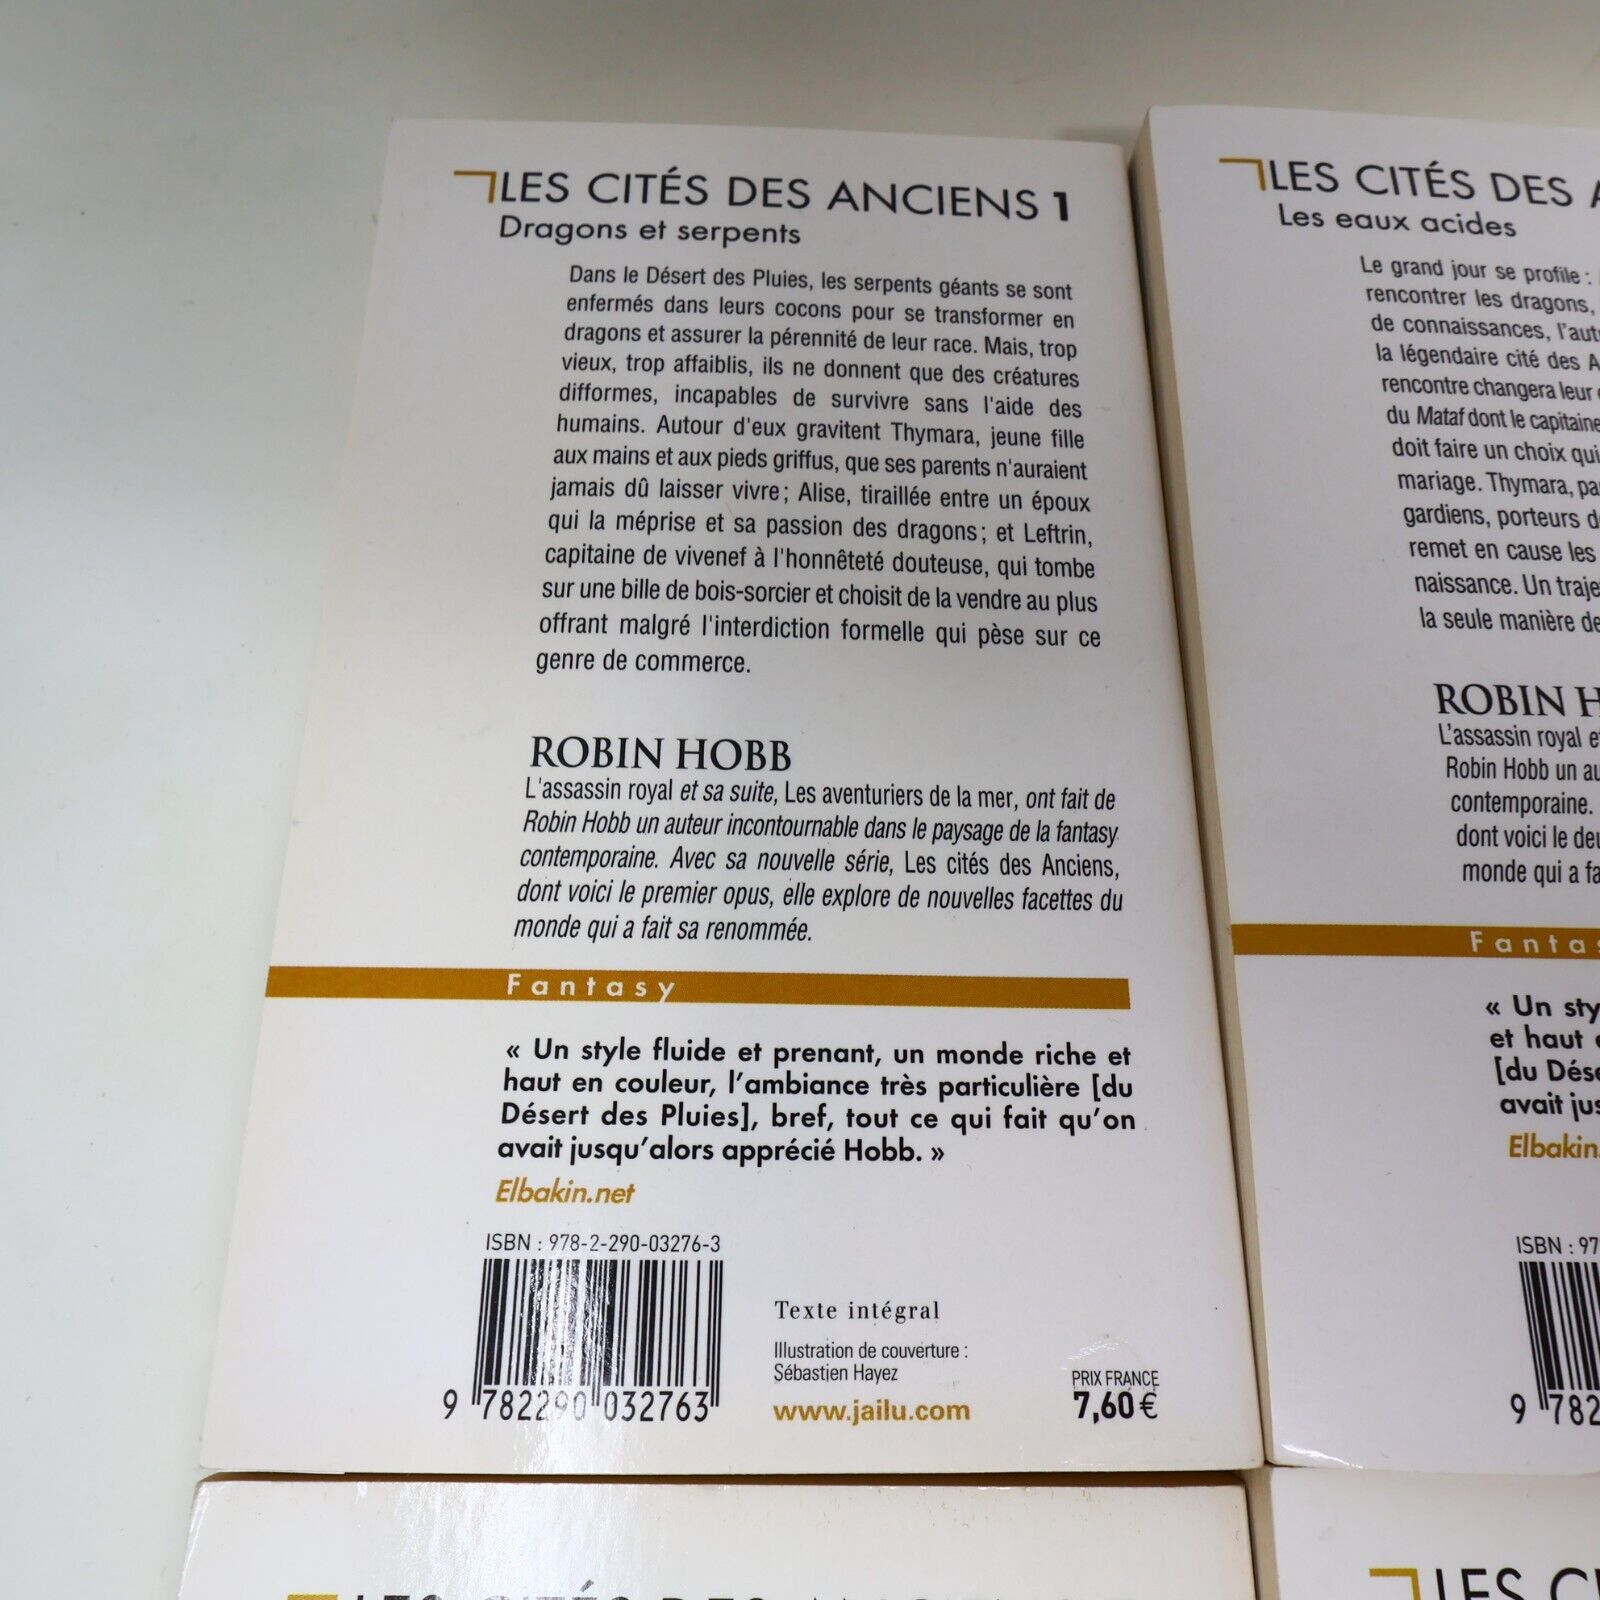 LES CITÉS DES ANCIENS 1
Dragons et serpents
Dans le Désert des Pluies, les serpents géants se sont
enfermés dans leurs cocons pour se transformer en
dragons et assurer la pérennité de leur race. Mais, trop
vieux, trop affaiblis, ils ne donnent que des créatures
difformes, incapables de survivre sans l'aide des
humains. Autour d'eux gravitent Thymara, jeune fille
aux mains et aux pieds griffus, que ses parents n'auraient
jamais dû laisser vivre; Alise, tiraillée entre un époux
qui la méprise et sa passion des dragons; et Leftrin,
capitaine de vivenef à l'honnêteté douteuse, qui tombe
sur une bille de bois-sorcier et choisit de la vendre au plus
offrant malgré l'interdiction formelle qui pèse sur ce
genre de commerce.
ROBIN HOBB
L'assassin royal et sa suite, Les aventuriers de la mer, ont fait de
Robin Hobb un auteur incontournable dans le paysage de la fantasy
contemporaine. Avec sa nouvelle série, Les cités des Anciens,
dont voici le premier opus, elle explore de nouvelles facettes du
monde qui a fait sa renommée.
Fantasy
« Un style fluide et prenant, un monde riche et
haut en couleur, l'ambiance très particulière [du
Désert des Pluies], bref, tout ce qui fait qu'on
avait jusqu'alors apprécié Hobb. »
Elbakin.net
ISBN : 978-2-290-03276-3
9 782290 032763
Texte intégral
Illustration de couverture :
Sébastien Hayez
www.jailu.com
PRIX FRANCE
7,60 €
LES CITÉS DES A
Les eaux acides
Le grand jour se profile :
rencontrer les dragons,
de connaissances, l'aut
la légendaire cité des A
rencontre changera leur
du Mataf dont le capitaine
doit faire un choix qui
mariage. Thymara, pa
gardiens, porteurs d
remet en cause les
naissance. Un traje
la seule manière de
ROBIN H
L'assassin royal e
Robin Hobb un au
contemporaine.
dont voici le deu
monde qui a fa
Fantas
« Un sty
et haut
[du Dése
avait jus
Elbakin.
ISBN : 97
9 782
LES CITÉS DES ANCIENS
LES C